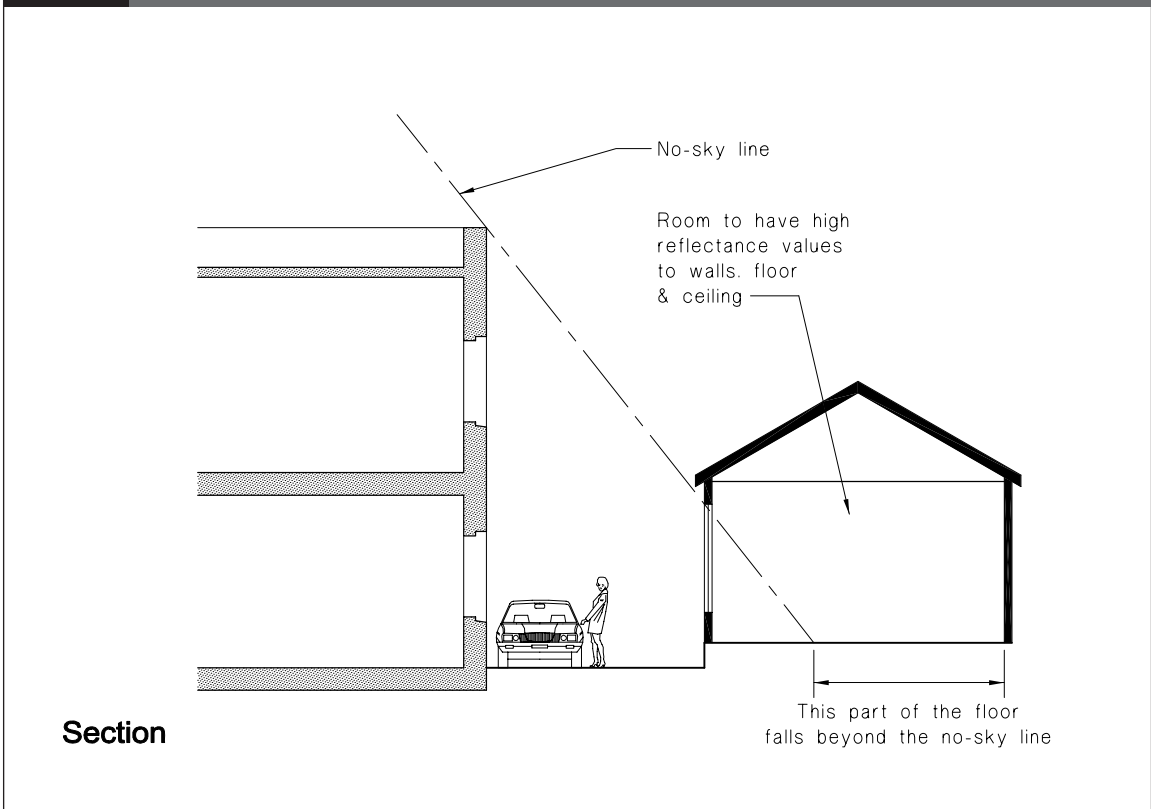 No-sky line
Room to have high
reflectance values
to walls. floor
& ceiling
This part of the floor
falls beyond the no-sky line
Section